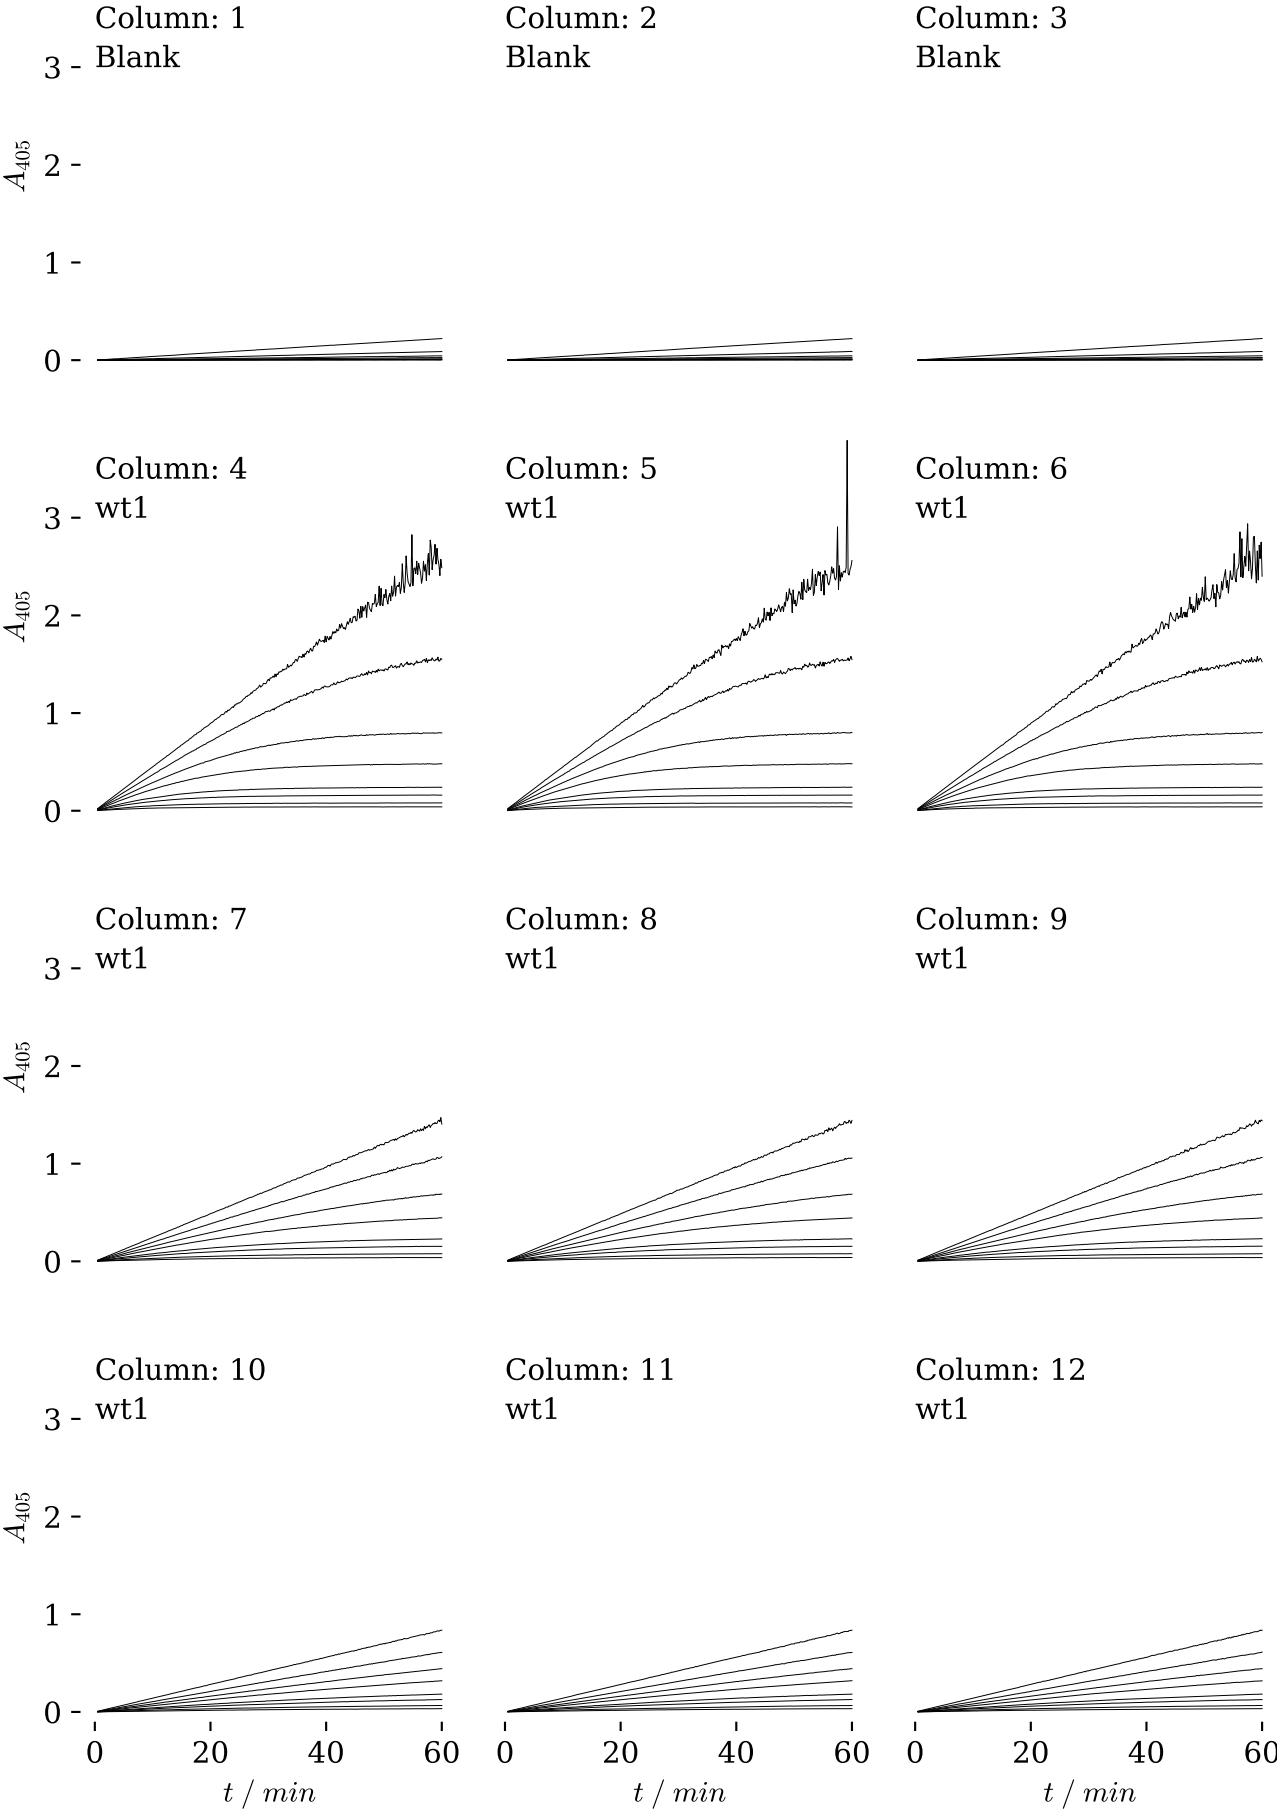 Column: 1
Blank
Column: 2
Blank
Column: 3
Blank
3
2
1
0
A405
Column: 4
wt1
Column: 5
wt1
Column: 6
wt1
3
2
1
0
A405
Column: 7
wt1
Column: 8
wt1
Column: 9
wt1
3
2
1
0
A405
Column: 10
wt1
Column: 11
wt1
Column: 12
wt1
3
2
1
0
A405
0 20 40 60
0 20 40 60
0 20 40 60
t / min
t / min
t / min